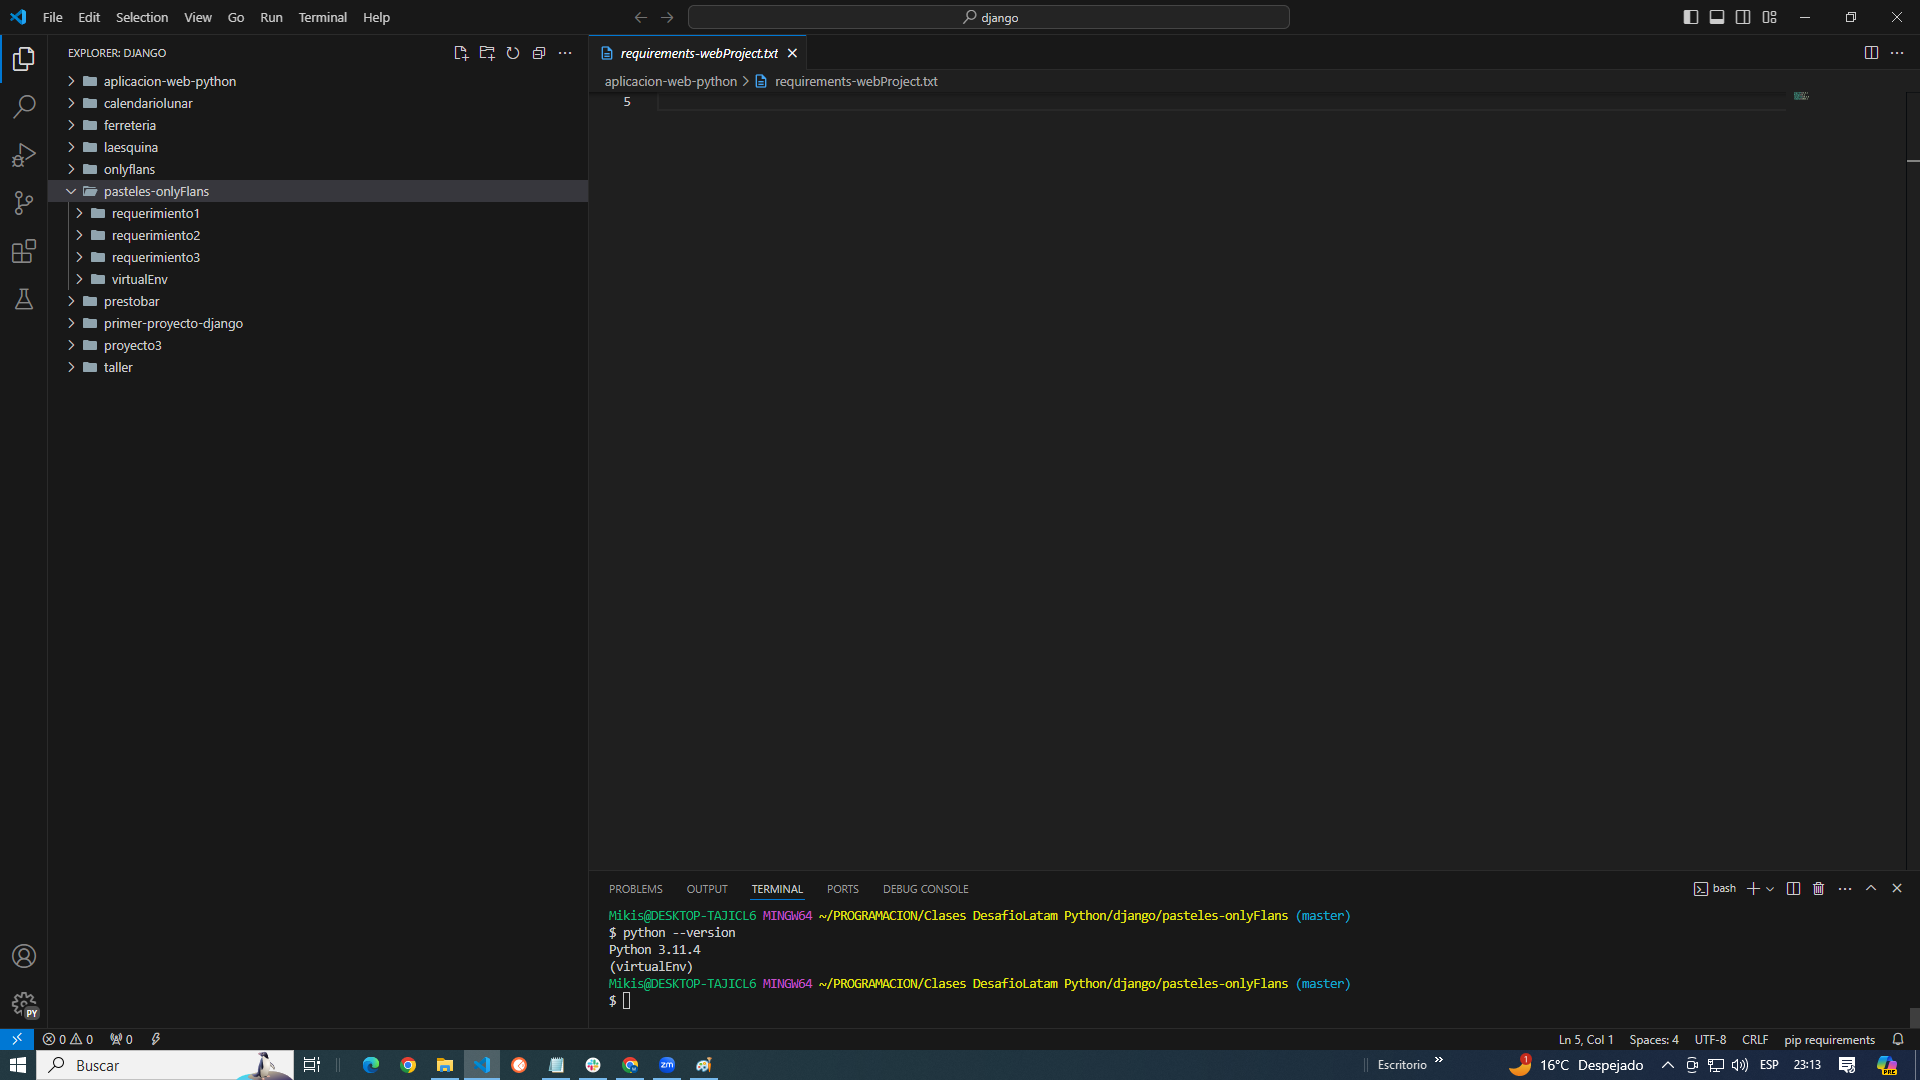 File Edit Selection View Go Run Terminal Help
django
EXPLORER: DJANGO
aplicacion-web-python
calendariolunar
ferreteria
laesquina
onlyflans
pasteles-onlyFlans
requerimiento1
requerimiento2
requerimiento3
virtualEnv
prestobar
primer-proyecto-django
proyecto3
taller
requirements-webProject.txt
aplicacion-web-python > requirements-webProject.txt
5
PROBLEMS OUTPUT TERMINAL PORTS DEBUG CONSOLE
bash
Mikis@DESKTOP-TAJICL6 MINGW64 ~/PROGRAMACION/Clases DesafioLatam Python/django/pasteles-onlyFlans (master)
$ python --version
Python 3.11.4
(virtualEnv)
Mikis@DESKTOP-TAJICL6 MINGW64 ~/PROGRAMACION/Clases DesafioLatam Python/django/pasteles-onlyFlans (master)
$
PY
0 0 0
Ln 5, Col 1 Spaces: 4 UTF-8 CRLF pip requirements
Buscar
zm
Escritorio
1
16°C Despejado
ESP
23:13
PRE